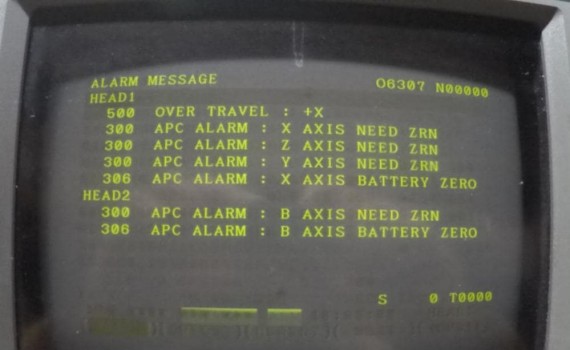 ALARM MESSAGE O6307 N00000
HEAD1
500 OVER TRAVEL : +X
300 APC ALARM : X AXIS NEED ZRN
300 APC ALARM : Z AXIS NEED ZRN
300 APC ALARM : Y AXIS NEED ZRN
306 APC ALARM : X AXIS BATTERY ZERO
HEAD2
300 APC ALARM : B AXIS NEED ZRN
306 APC ALARM : B AXIS BATTERY ZERO
S 0 T0000